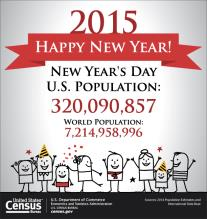 2015
HAPPY NEW YEAR!
NEW YEAR'S DAY
U.S. POPULATION:
320,090,857
WORLD POPULATION:
7,214,958,996
United States®
Census
Bureau
U.S. Department of Commerce
Economics and Statistics Administration
U.S. CENSUS BUREAU
census.gov
Source: 2014 Population Estimates and
International Data Base